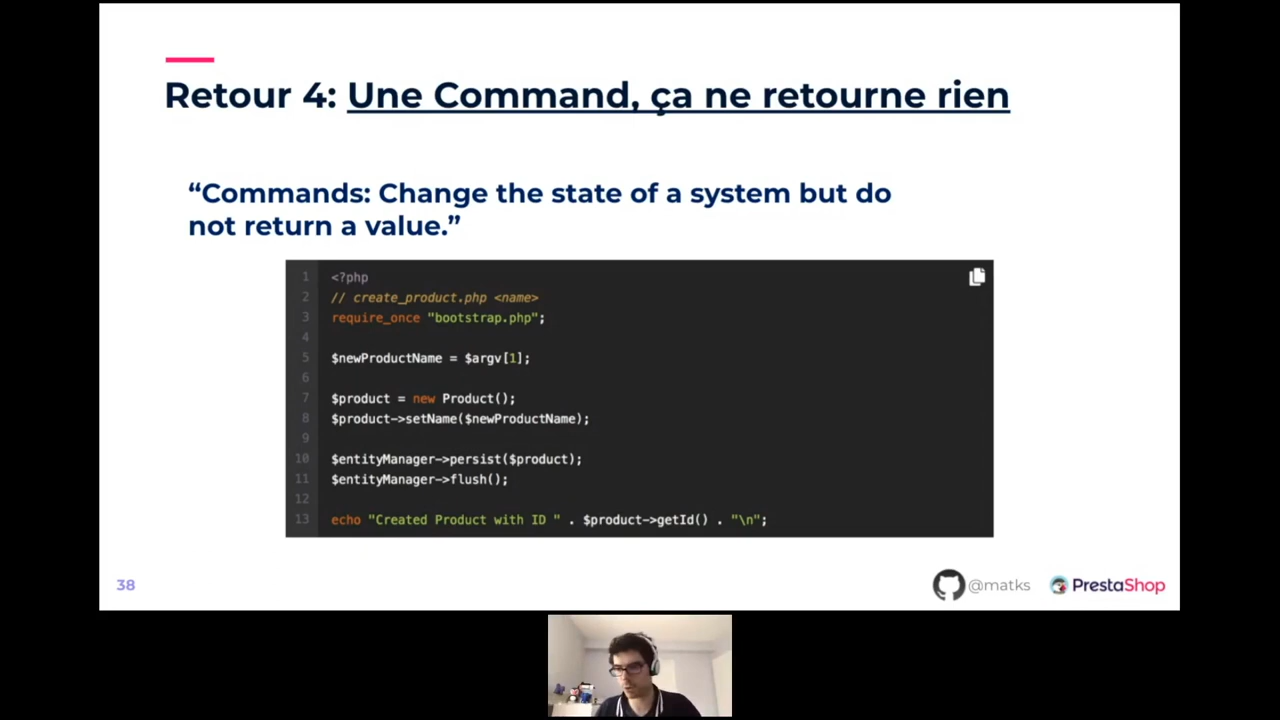 Retour 4: Une Command, ça ne retourne rien
“Commands: Change the state of a system but do
not return a value.”
1 <?php
2 // create_product.php <name>
3 require_once "bootstrap.php";
4
5 $newProductName = $argv[1];
6
7 $product = new Product();
8 $product->setName($newProductName);
9
10 $entityManager->persist($product);
11 $entityManager->flush();
12
13 echo "Created Product with ID " . $product->getId() . "\n";
38
@matks
PrestaShop